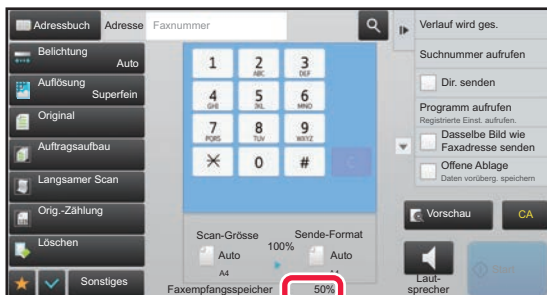 Adressbuch
Adresse
Faxnummer
Belichtung
Auto
Auflösung
Superfein
Original
Auftragsaufbau
Langsamer Scan
Orig.-Zählung
Löschen
Sonstiges
1
2
ABC
3
DEF
4
GHI
5
JKL
6
MNO
7
PQRS
8
TUV
9
WXYZ
0
#
C
Scan-Grösse
Auto
A4
100%
Sende-Format
Auto
A4
Faxempfangsspeicher 50%
Verlauf wird ges.
Suchnummer aufrufen
Dir. senden
Programm aufrufen
Registrierte Einst. aufrufen.
Dasselbe Bild wie
Faxadresse senden
Offene Ablage
Daten vorüberg. speichern
Vorschau
CA
Laut-
sprecher
Start